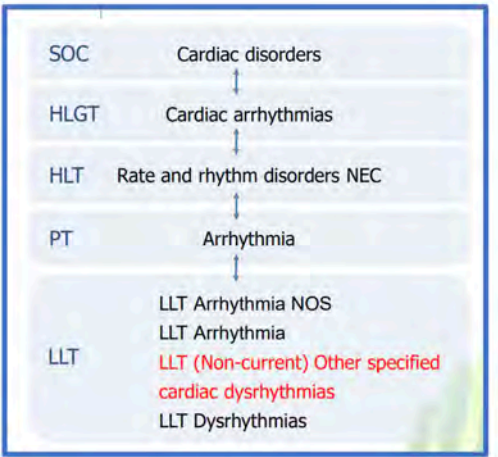 SOC Cardiac disorders
HLGT Cardiac arrhythmias
HLT Rate and rhythm disorders NEC
PT Arrhythmia
LLT
LLT Arrhythmia NOS
LLT Arrhythmia
LLT (Non-current) Other specified
cardiac dysrhythmias
LLT Dysrhythmias